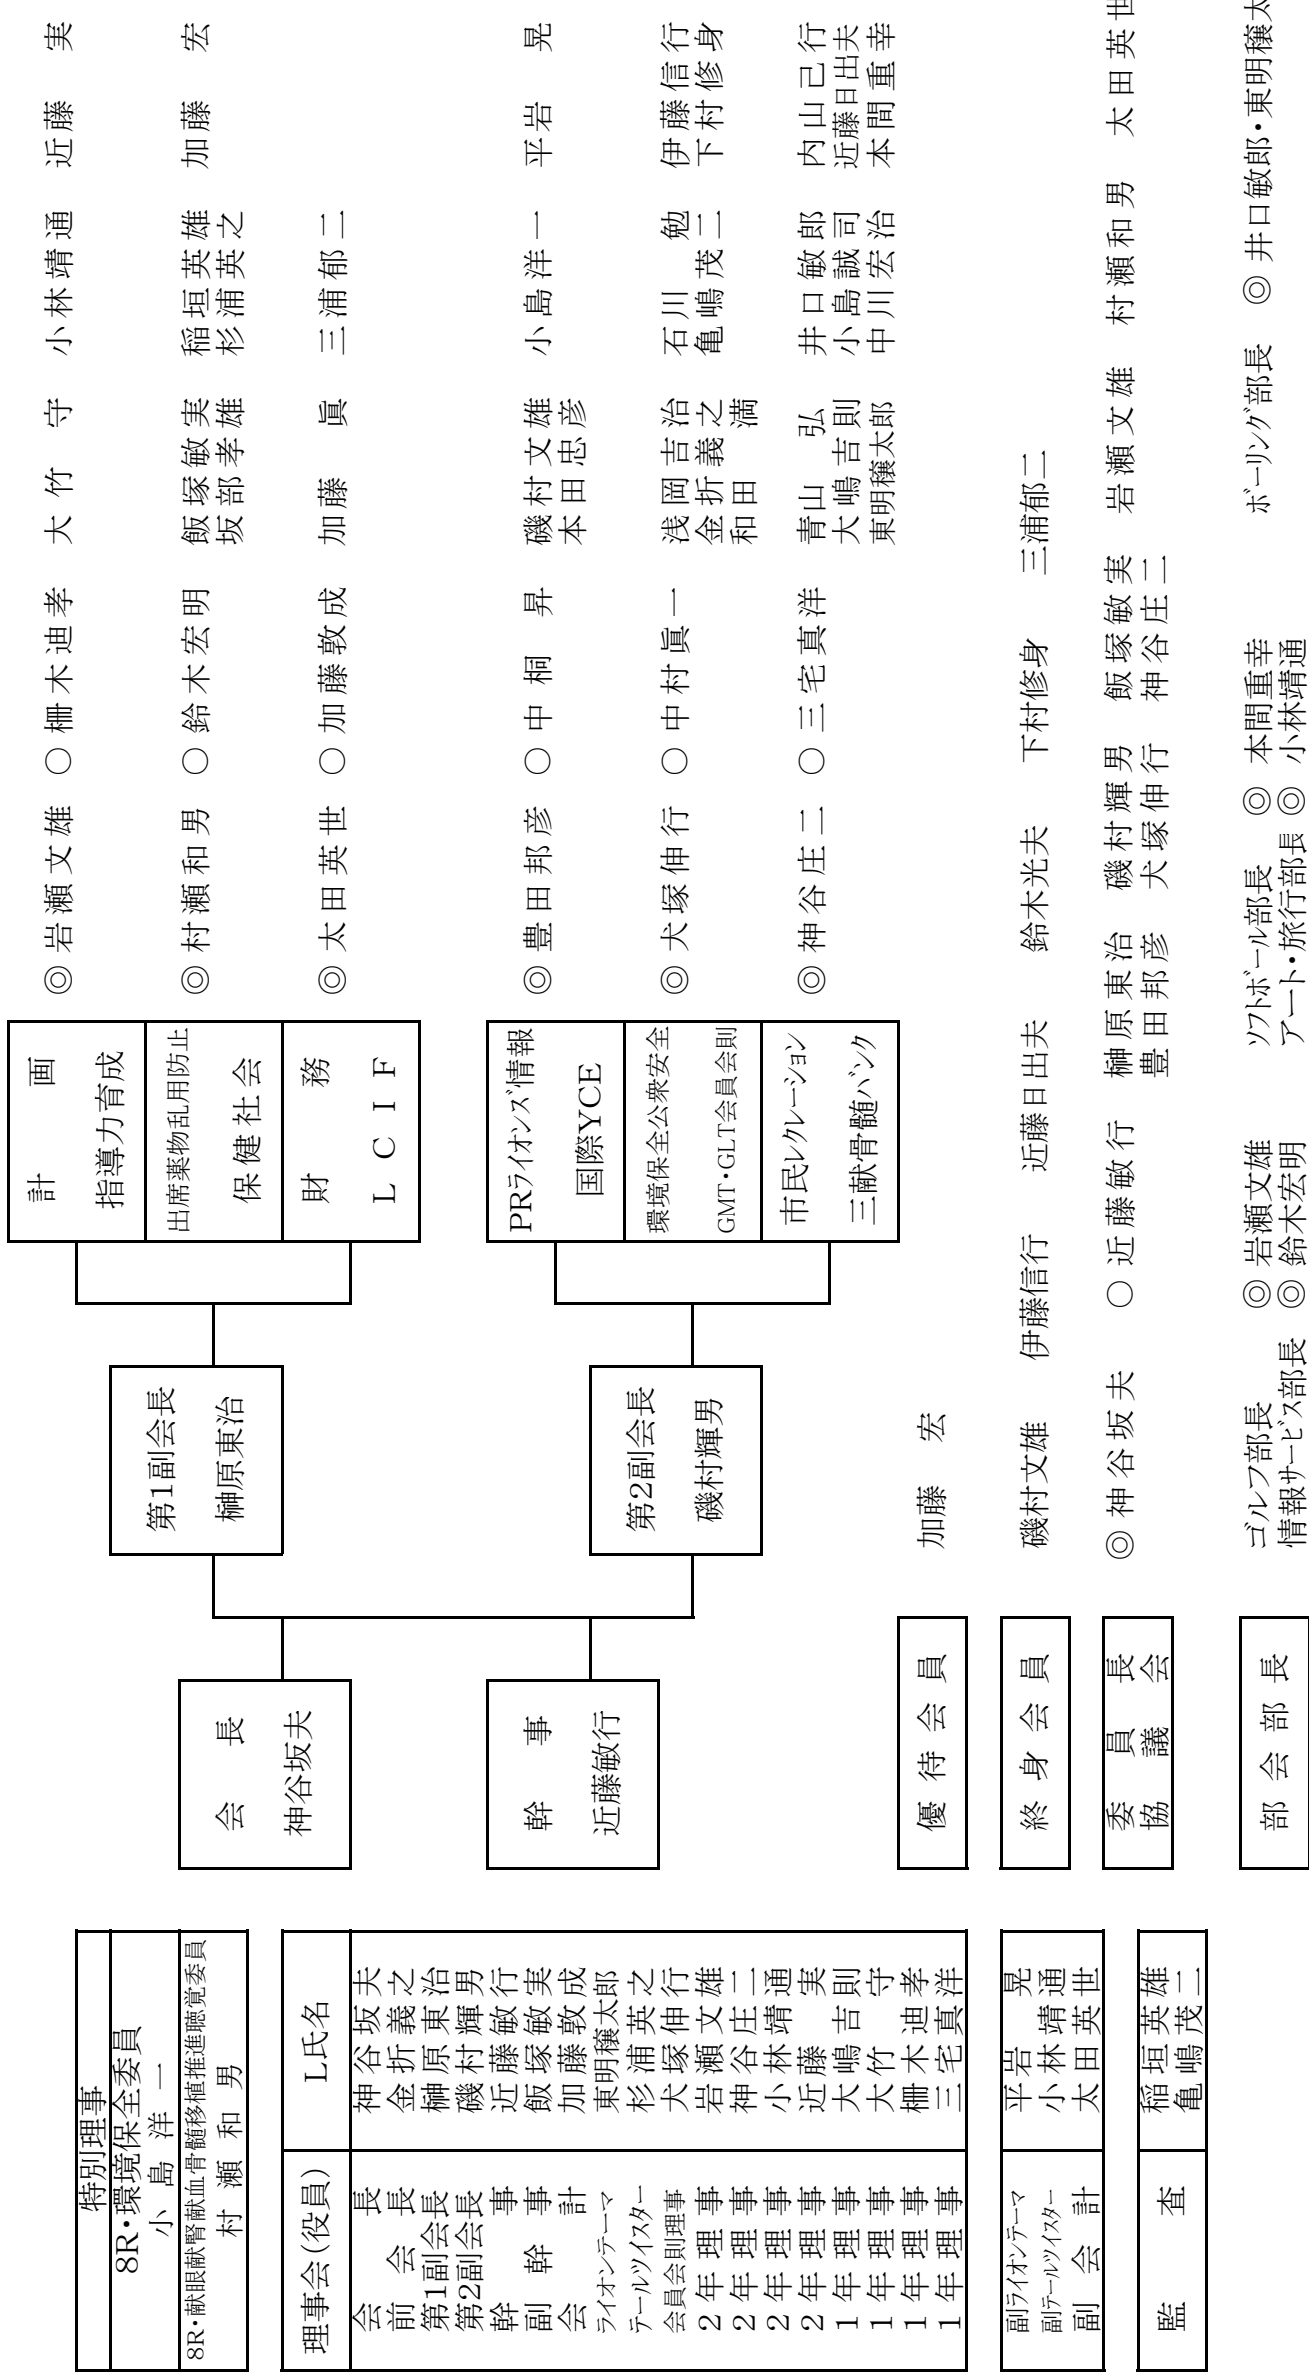 特別理事
8R・環境保全委員
小島洋一
8R・献眼献腎献血骨髄移植推進聴覚委員
村瀬和男
理事会（役員） L氏名
会長 神谷坂夫
前会長 金折義之
第1副会長 榊原東治
第2副会長 磯村輝男
幹事 近藤敏行
副幹事 飯塚敏実
会計 加藤敦成
ライオンテーマ 東明穣太郎
テールツイスター 杉浦英之
会員会則理事 犬塚伸行
2年理事 岩瀬文雄
2年理事 神谷庄二
2年理事 小林靖通
2年理事 近藤実
1年理事 大嶋吉則
1年理事 大竹守
1年理事 柵木迪孝
1年理事 三宅真洋
副ライオンテーマ 平岩晃
副テールツイスター 小林靖通
副会計 太田英世
監査 稲垣英雄
亀嶋茂二
会長
神谷坂夫
幹事
近藤敏行
第1副会長
榊原東治
第2副会長
磯村輝男
計画
指導力育成
◎岩瀬文雄 ○柵木迪孝 大竹守 小林靖通 近藤実
出席薬物乱用防止
保健社会
◎村瀬和男 ○鈴木宏明 飯塚敏実 稲垣英雄 加藤宏
坂部孝雄 杉浦英之
財務
LCIF
◎太田英世 ○加藤敦成 加藤眞 三浦郁二
PRライオンズ情報
国際YCE
◎豊田邦彦 ○中桐昇 磯村文雄 小島洋一 平岩晃
本田忠彦
環境保全公衆安全
GMT・GLT会員会則
◎犬塚伸行 ○中村眞一 浅岡吉治 石川勉 伊藤信行
金折義之 亀嶋茂二 下村修身
和田満
市民レクレーション
三献骨髄バンク
◎神谷庄二 ○三宅真洋 青山弘 井口敏郎 内山己行
大嶋吉則 小島誠司 近藤日出夫
東明穣太郎 中川宏治 本間重幸
優待会員 加藤宏
終身会員 磯村文雄 伊藤信行 近藤日出夫 鈴木光夫 下村修身 三浦郁二
委員長
協議会
◎神谷坂夫 ○近藤敏行 榊原東治 磯村輝男 飯塚敏実 岩瀬文雄 村瀬和男 太田英世
豊田邦彦 犬塚伸行 神谷庄二
部会部長
ゴルフ部長 ◎岩瀬文雄 ソフトボール部長 ◎本間重幸 ボーリング部長 ◎井口敏郎・東明穣太
情報サービス部長 ◎鈴木宏明 アート・旅行部長 ◎小林靖通